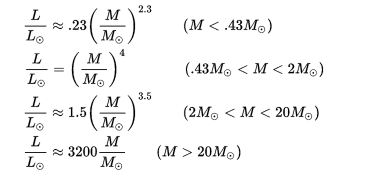 L/L⊙ ≈ .23(M/M⊙)^2.3 (M < .43M⊙)
L/L⊙ = (M/M⊙)^4 (.43M⊙ < M < 2M⊙)
L/L⊙ ≈ 1.5(M/M⊙)^3.5 (2M⊙ < M < 20M⊙)
L/L⊙ ≈ 3200 M/M⊙ (M > 20M⊙)